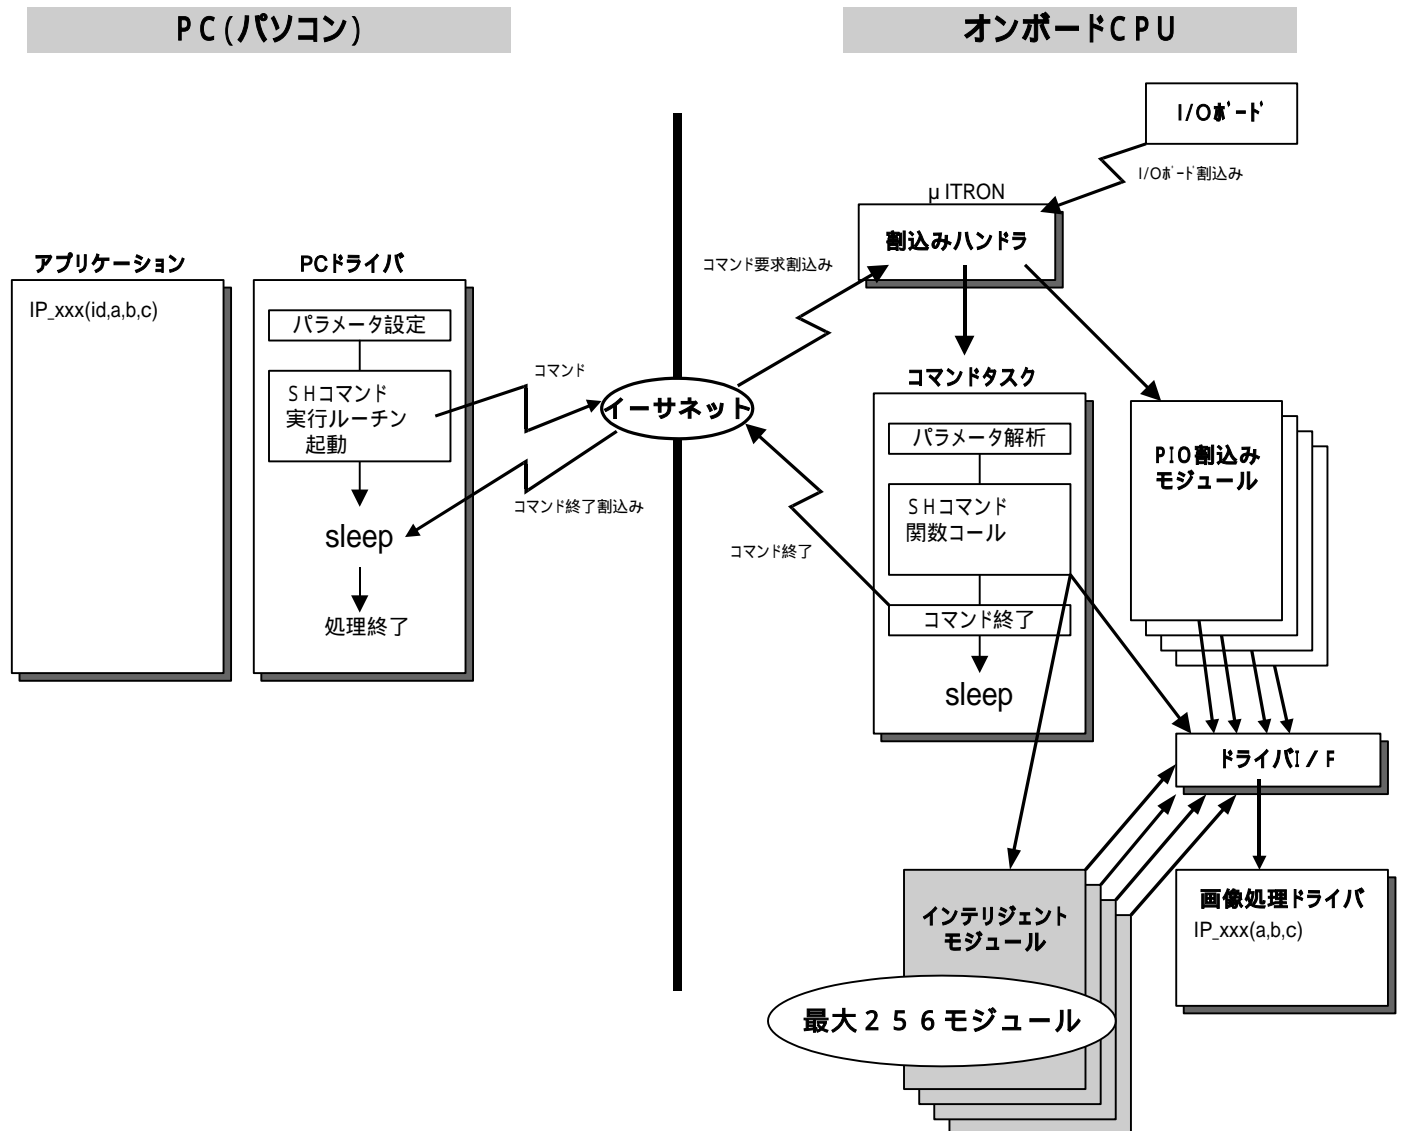 ＰＣ(パソコン)
オンボードＣＰＵ
I/Oﾎﾞｰﾄﾞ
I/Oﾎﾞｰﾄﾞ割込み
μ ITRON
割込みハンドラ
コマンド要求割込み
アプリケーション
IP_xxx(id,a,b,c)
PCドライバ
パラメータ設定
ＳＨコマンド
実行ルーチン
起動
sleep
処理終了
コマンド
イーサネット
コマンド終了割込み
コマンド終了
コマンドタスク
パラメータ解析
ＳＨコマンド
関数コール
コマンド終了
sleep
PIO割込み
モジュール
ドライバI／F
インテリジェント
モジュール
最大２５６モジュール
画像処理ドライバ
IP_xxx(a,b,c)